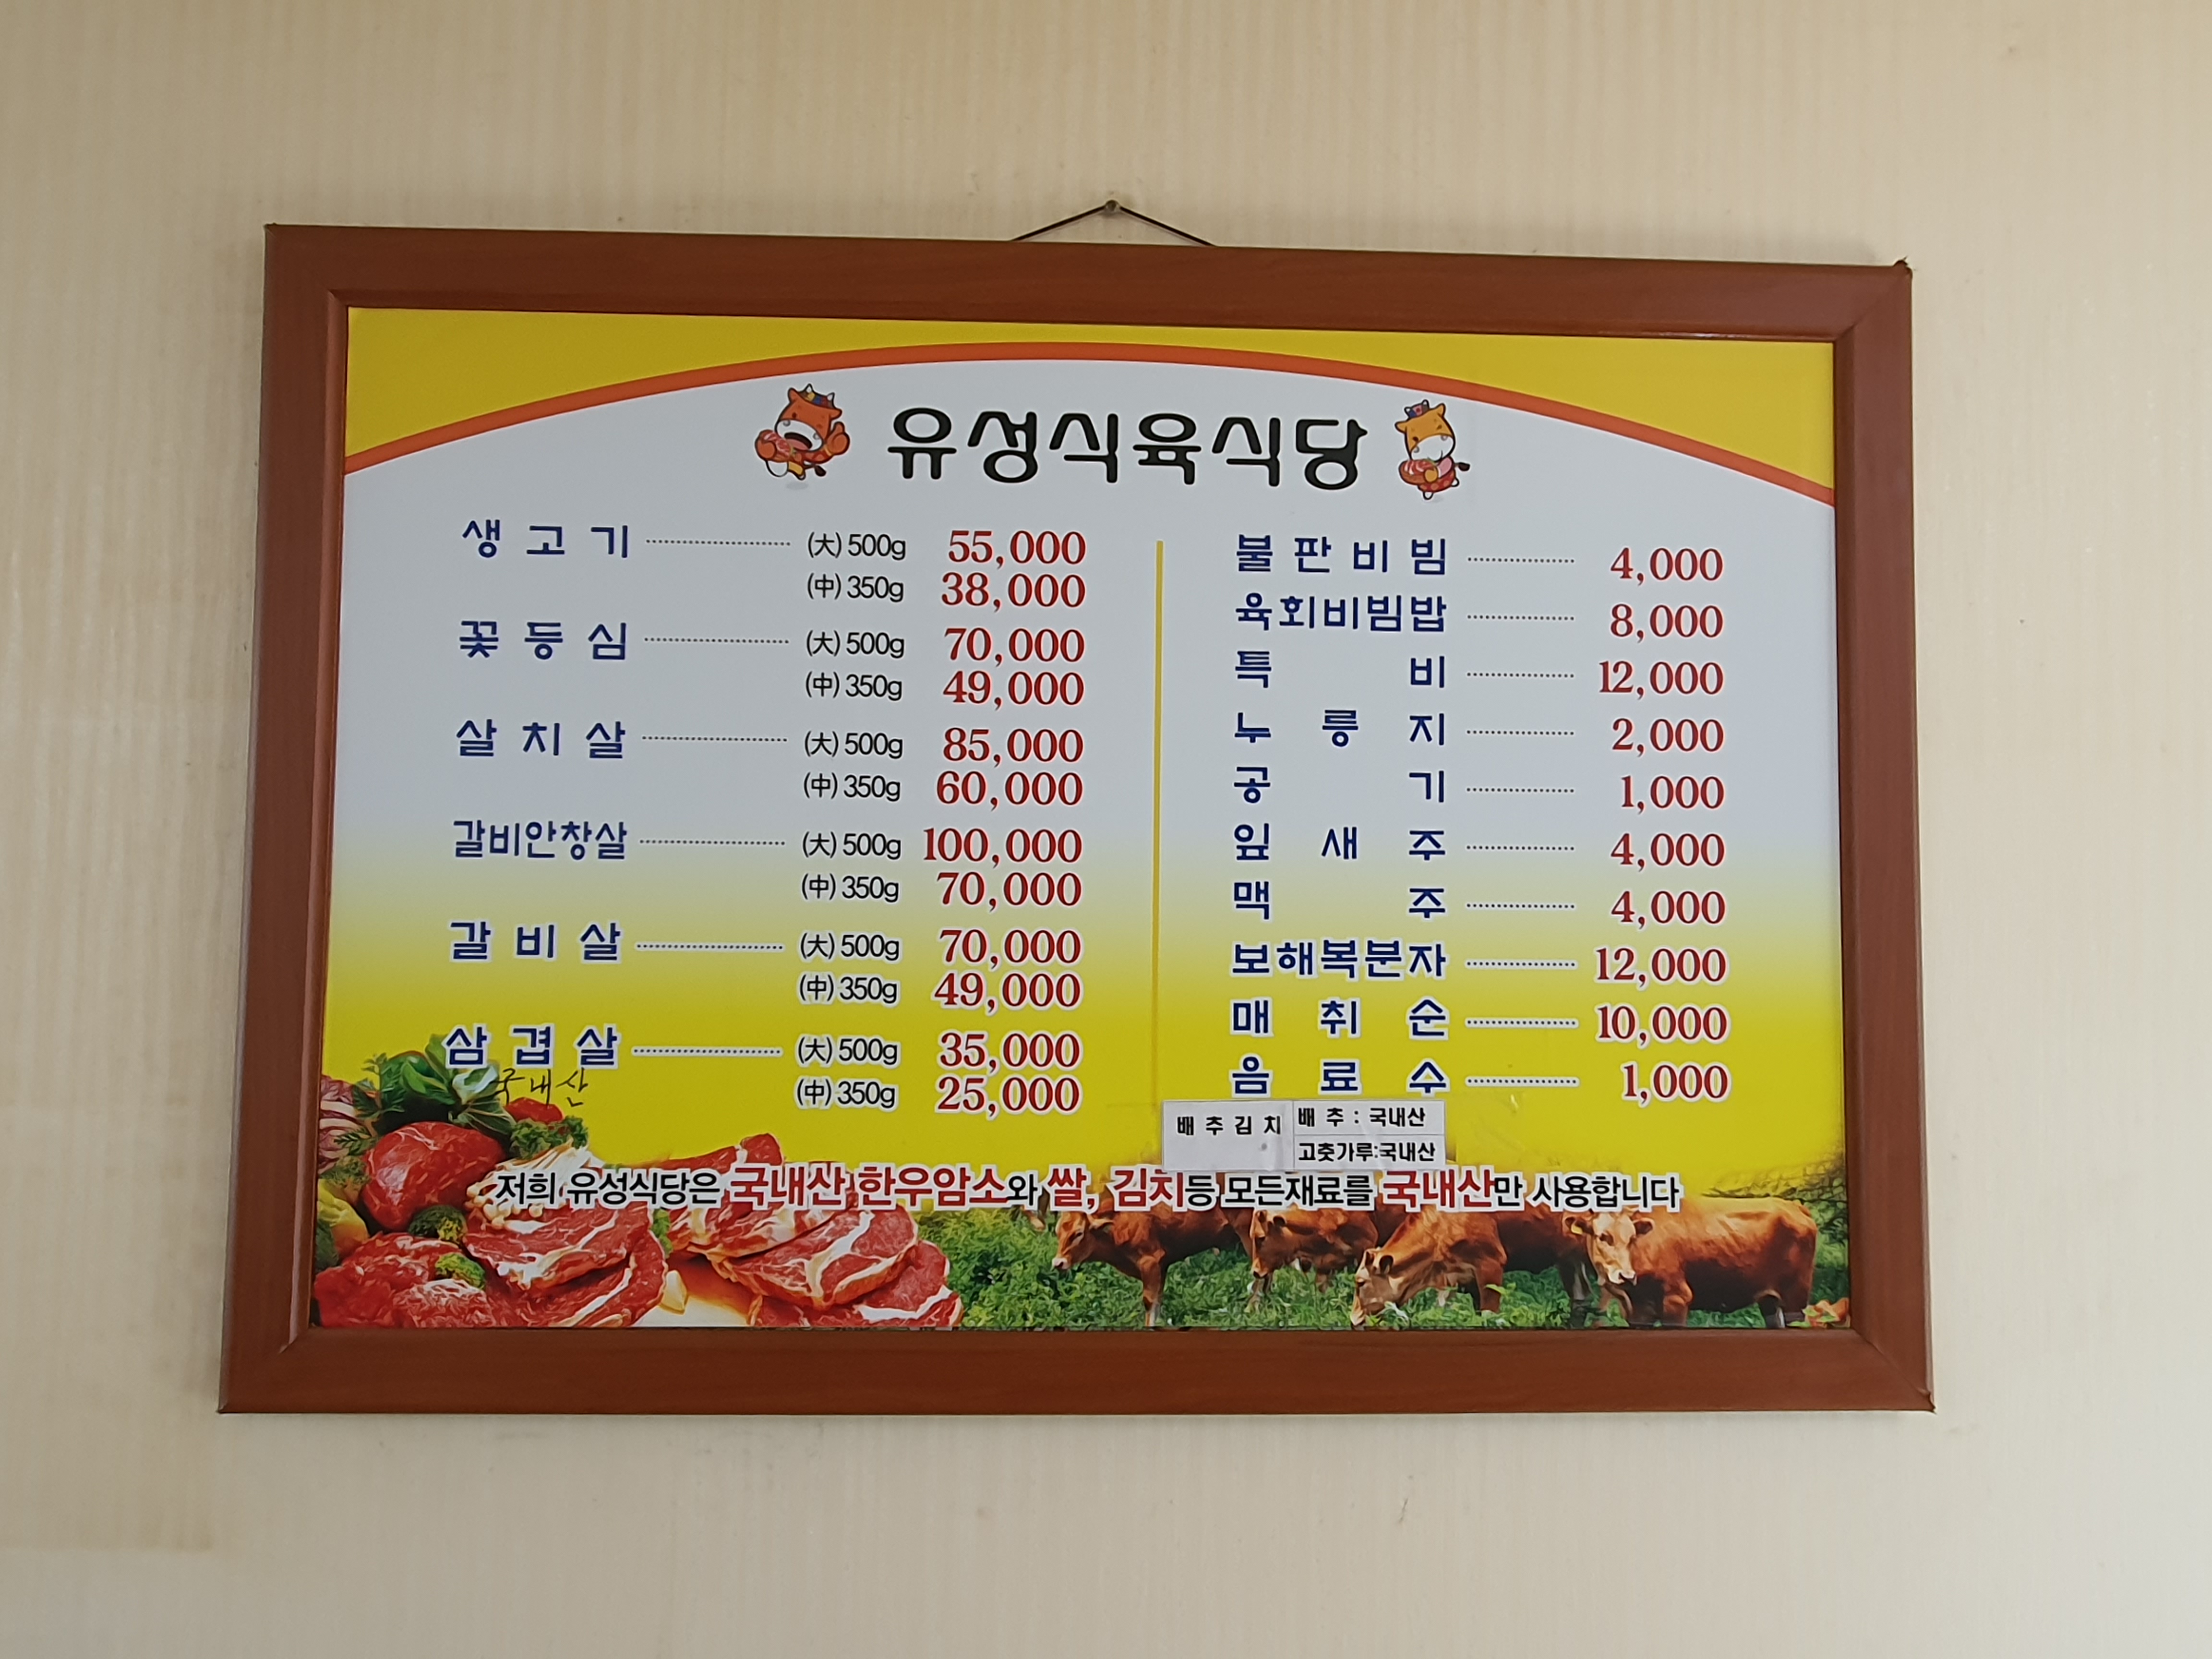 유성식육식당
생고기 (大) 500g 55,000
(中) 350g 38,000
꽃등심 (大) 500g 70,000
(中) 350g 49,000
살치살 (大) 500g 85,000
(中) 350g 60,000
갈비안창살 (大) 500g 100,000
(中) 350g 70,000
갈비살 (大) 500g 70,000
(中) 350g 49,000
삼겹살 (大) 500g 35,000
국내산 (中) 350g 25,000
불판비빔 4,000
육회비빔밥 8,000
특비 12,000
누릉지 2,000
공기 1,000
잎새주 4,000
맥주 4,000
보해복분자 12,000
매취순 10,000
음료수 1,000
배추김치 배추 : 국내산
고춧가루:국내산
저희 유성식당은 국내산 한우암소와 쌀, 김치등 모든재료를 국내산만 사용합니다